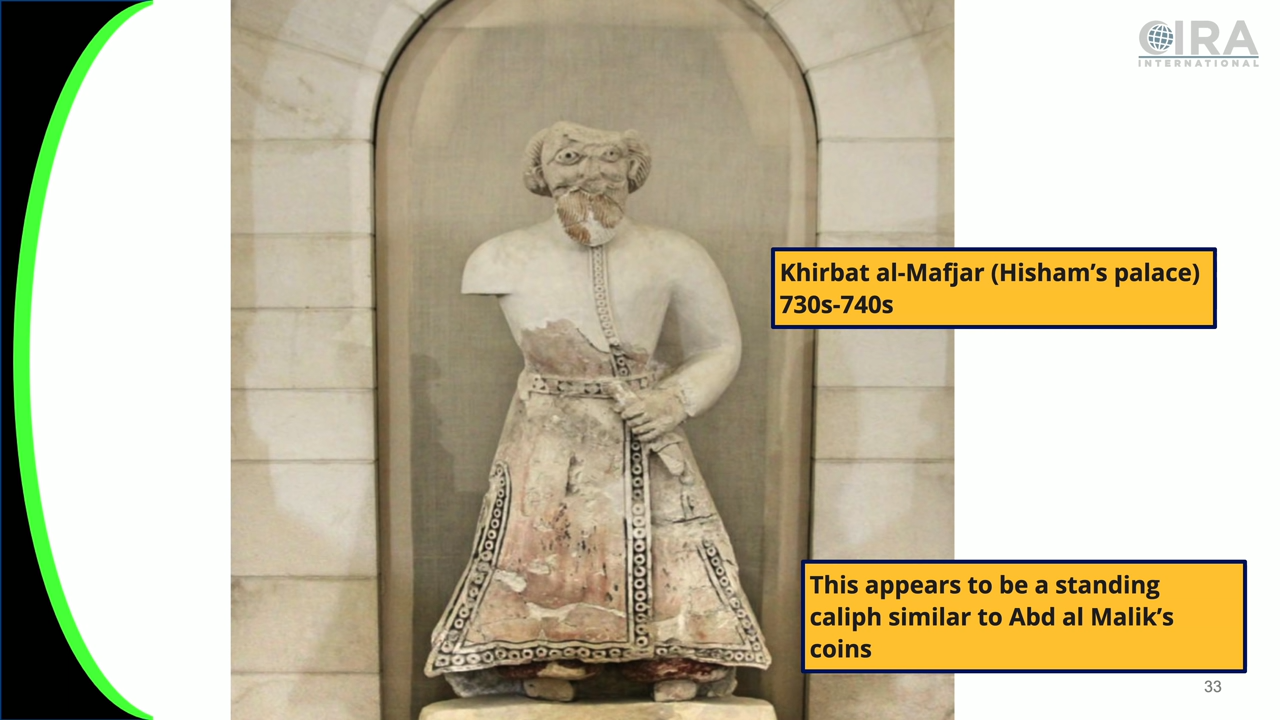 CIRA
INTERNATIONAL
Khirbat al-Mafjar (Hisham’s palace)
730s-740s
This appears to be a standing
caliph similar to Abd al Malik’s
coins
33